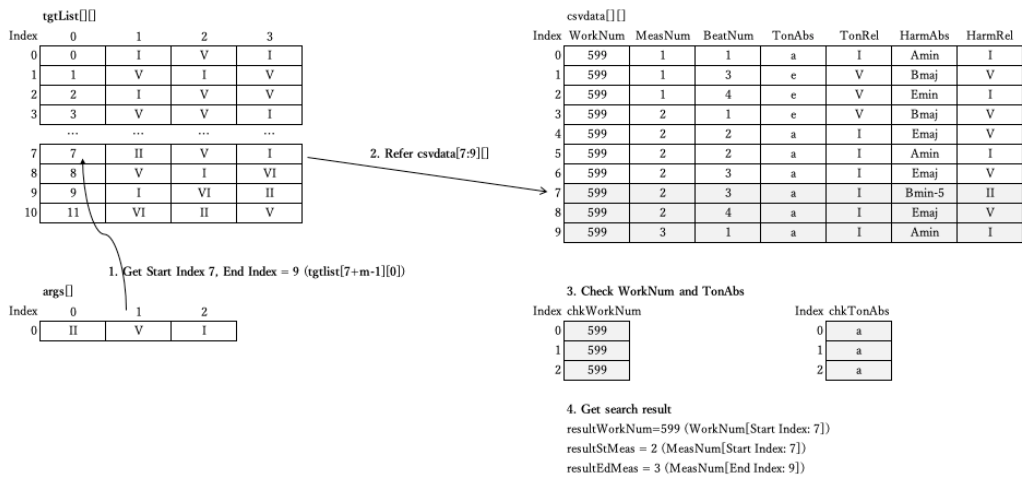 tgtList[][]
Index 0 1 2 3
0 0 I V I
1 1 V I V
2 2 I V V
3 3 V V I
... ... ... ...
7 7 II V I
8 8 V I VI
9 9 I VI II
10 11 VI II V
csvdata[][]
Index WorkNum MeasNum BeatNum TonAbs TonRel HarmAbs HarmRel
0 599 1 1 a I Amin I
1 599 1 3 e V Bmaj V
2 599 1 4 e V Emin I
3 599 2 1 e V Bmaj V
4 599 2 2 a I Emaj V
5 599 2 2 a I Amin I
6 599 2 3 a I Emaj V
7 599 2 3 a I Bmin-5 II
8 599 2 4 a I Emaj V
9 599 3 1 a I Amin I
2. Refer csvdata[7:9][]
1. Get Start Index 7, End Index = 9 (tgtlist[7+m-1][0])
args[]
Index 0 1 2
0 II V I
3. Check WorkNum and TonAbs
Index chkWorkNum
0 599
1 599
2 599
Index chkTonAbs
0 a
1 a
2 a
4. Get search result
resultWorkNum=599 (WorkNum[Start Index: 7])
resultStMeas = 2 (MeasNum[Start Index: 7])
resultEdMeas = 3 (MeasNum[End Index: 9])